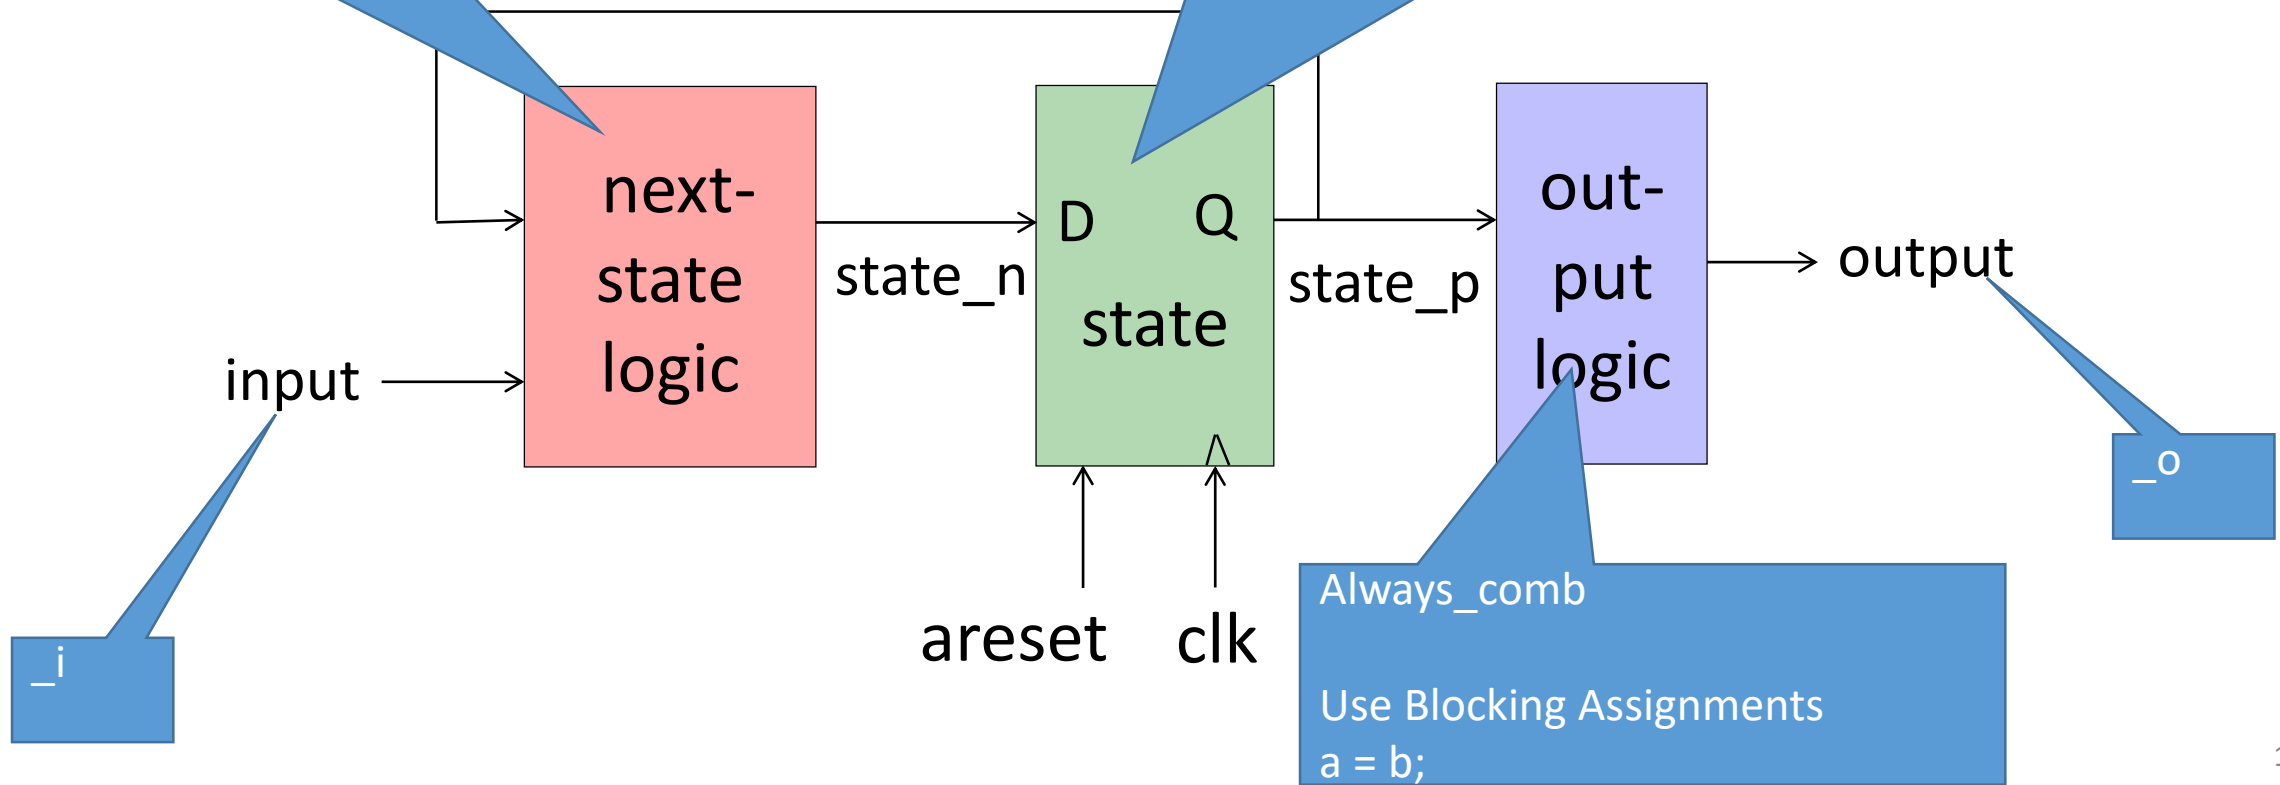 next-
state
logic
state_n
D Q
state
state_p
out-
put
logic
output
input
areset
clk
_i
_o
Always_comb
Use Blocking Assignments
a = b;